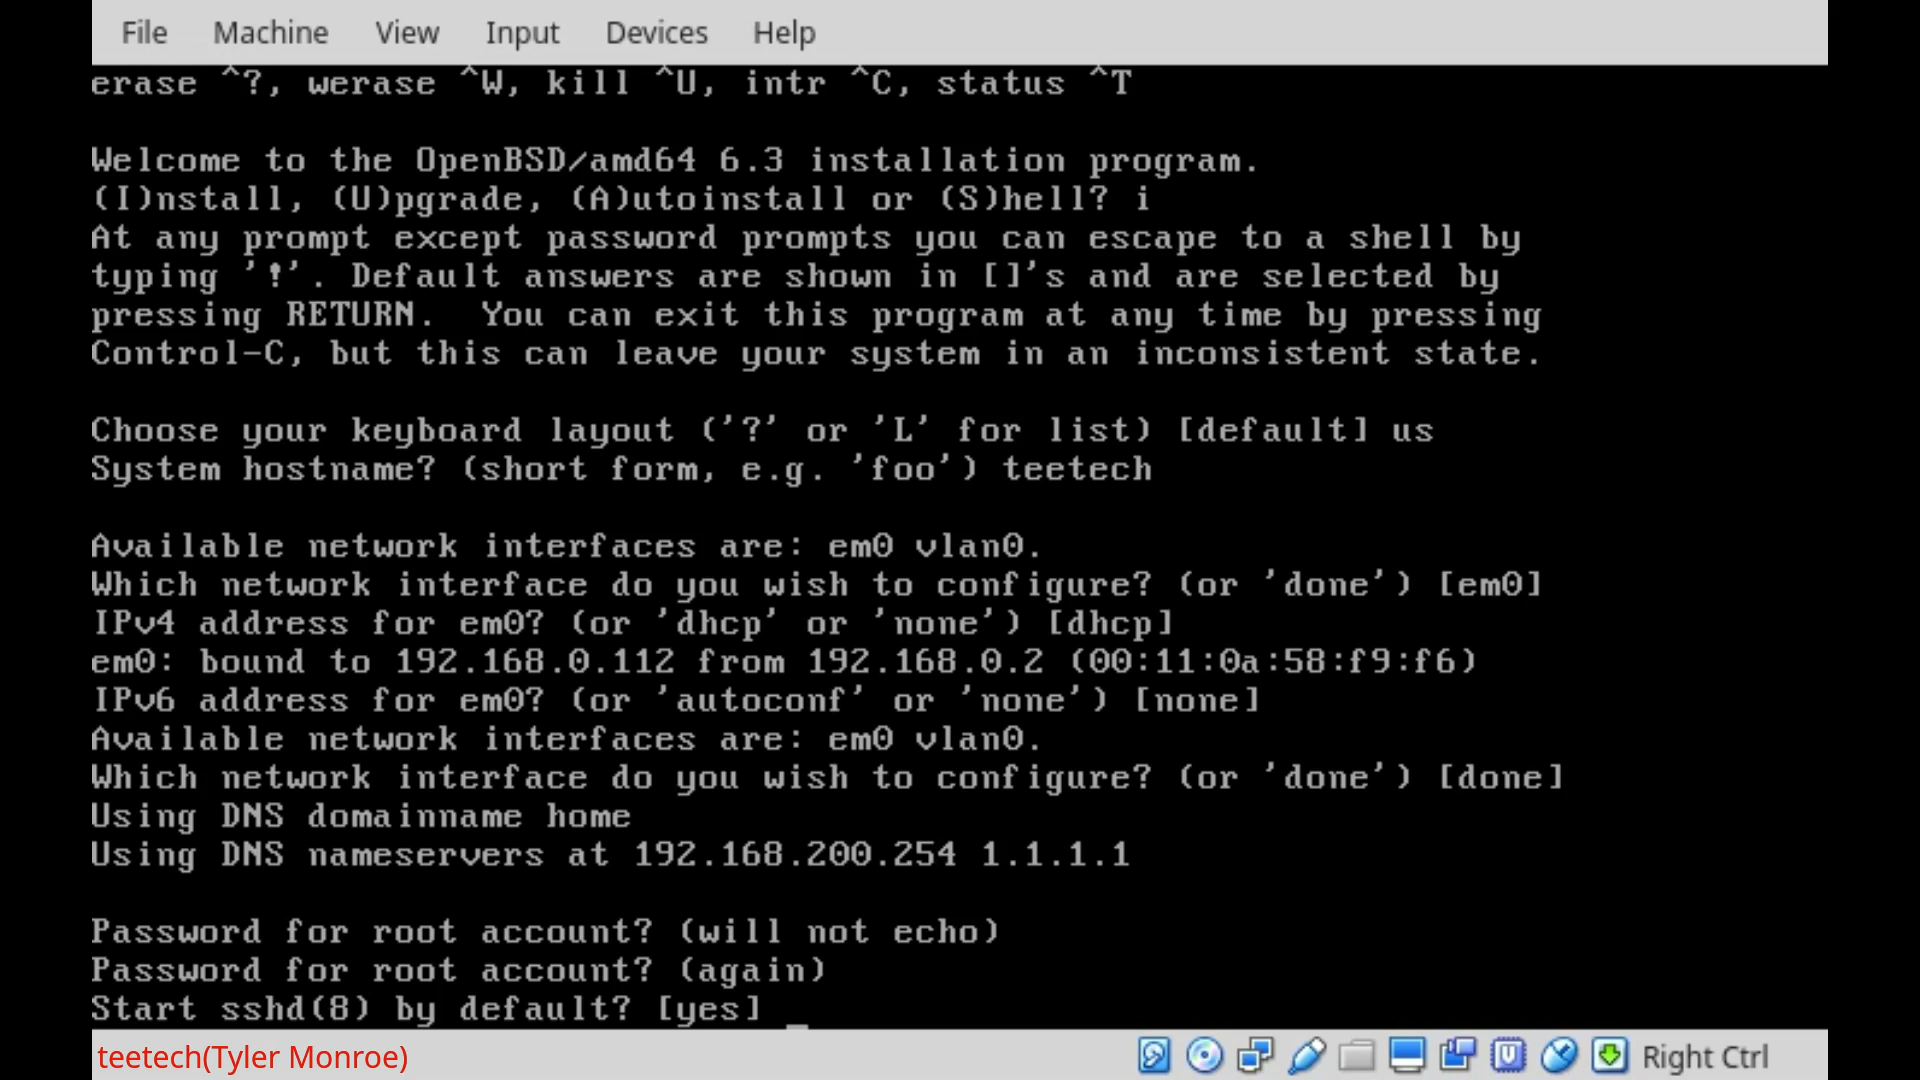 File Machine View Input Devices Help
erase ^?, werase ^W, kill ^U, intr ^C, status ^T
Welcome to the OpenBSD/amd64 6.3 installation program.
(I)nstall, (U)pgrade, (A)utoinstall or (S)hell? i
At any prompt except password prompts you can escape to a shell by
typing '!'. Default answers are shown in []'s and are selected by
pressing RETURN.  You can exit this program at any time by pressing
Control-C, but this can leave your system in an inconsistent state.
Choose your keyboard layout ('?' or 'L' for list) [default] us
System hostname? (short form, e.g. 'foo') teetech
Available network interfaces are: em0 vlan0.
Which network interface do you wish to configure? (or 'done') [em0]
IPv4 address for em0? (or 'dhcp' or 'none') [dhcp]
em0: bound to 192.168.0.112 from 192.168.0.2 (00:11:0a:58:f9:f6)
IPv6 address for em0? (or 'autoconf' or 'none') [none]
Available network interfaces are: em0 vlan0.
Which network interface do you wish to configure? (or 'done') [done]
Using DNS domainname home
Using DNS nameservers at 192.168.200.254 1.1.1.1
Password for root account? (will not echo)
Password for root account? (again)
Start sshd(8) by default? [yes] _
teetech(Tyler Monroe) Right Ctrl